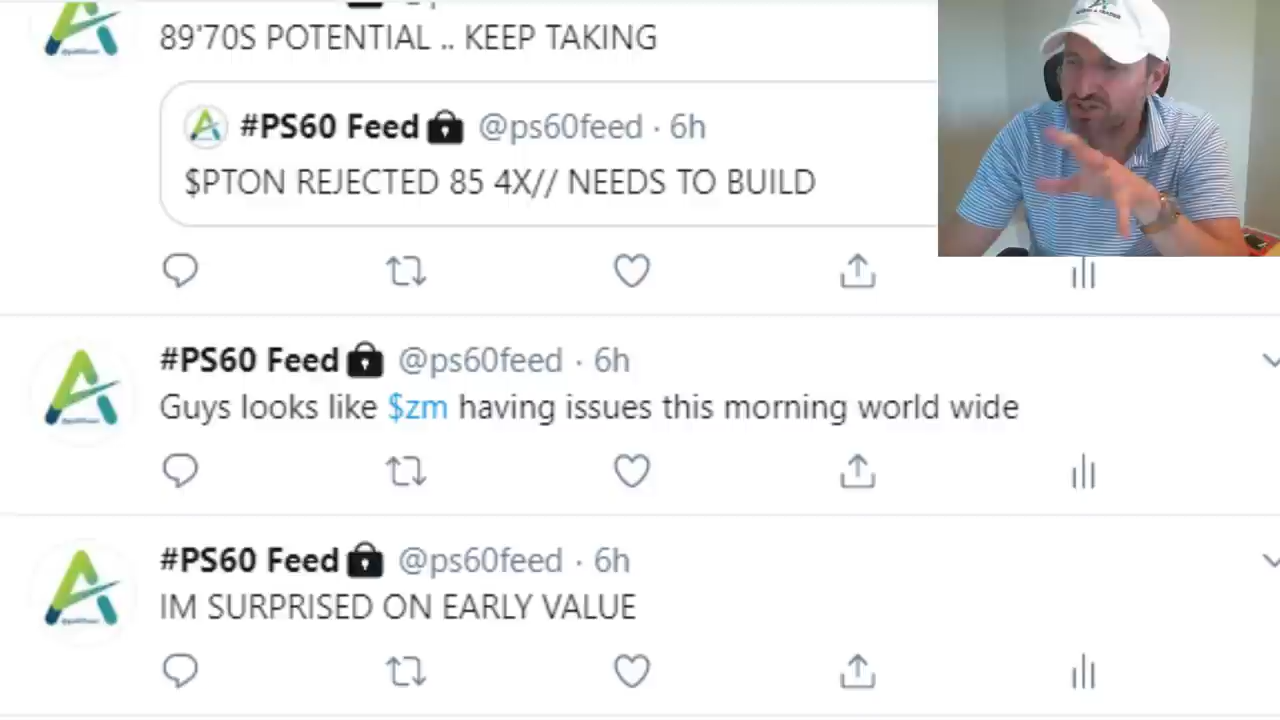 89'70S POTENTIAL .. KEEP TAKING
#PS60 Feed @ps60feed · 6h
$PTON REJECTED 85 4X// NEEDS TO BUILD
#PS60 Feed @ps60feed · 6h
Guys looks like $zm having issues this morning world wide
#PS60 Feed @ps60feed · 6h
IM SURPRISED ON EARLY VALUE